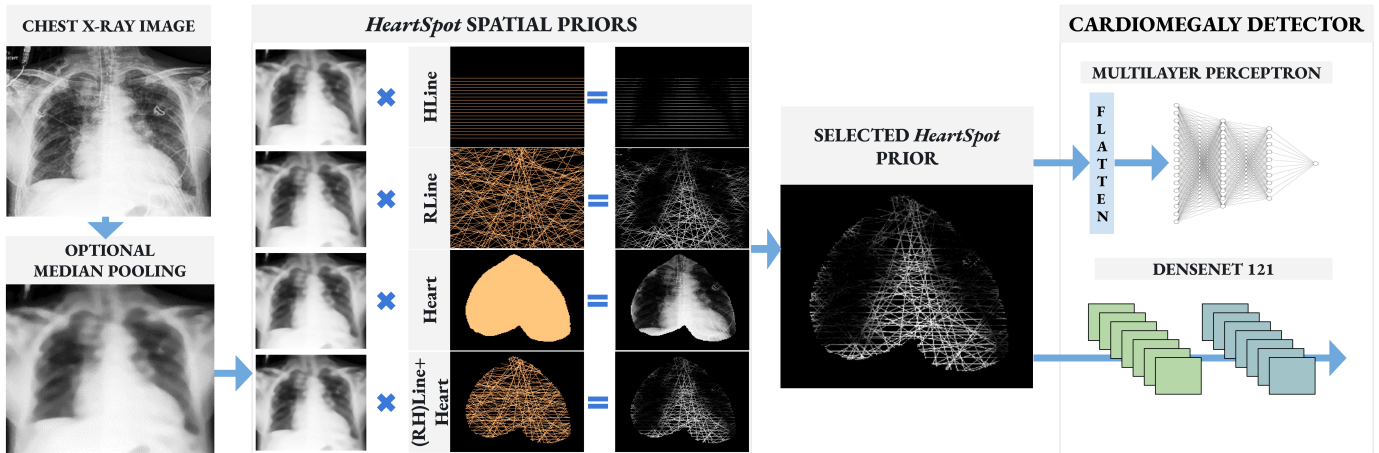 CHEST X-RAY IMAGE
OPTIONAL
MEDIAN POOLING
HeartSpot SPATIAL PRIORS
HLine
RLine
Heart
(RH)Line+
Heart
SELECTED HeartSpot
PRIOR
CARDIOMEGALY DETECTOR
MULTILAYER PERCEPTRON
FLATTEN
DENSENET 121